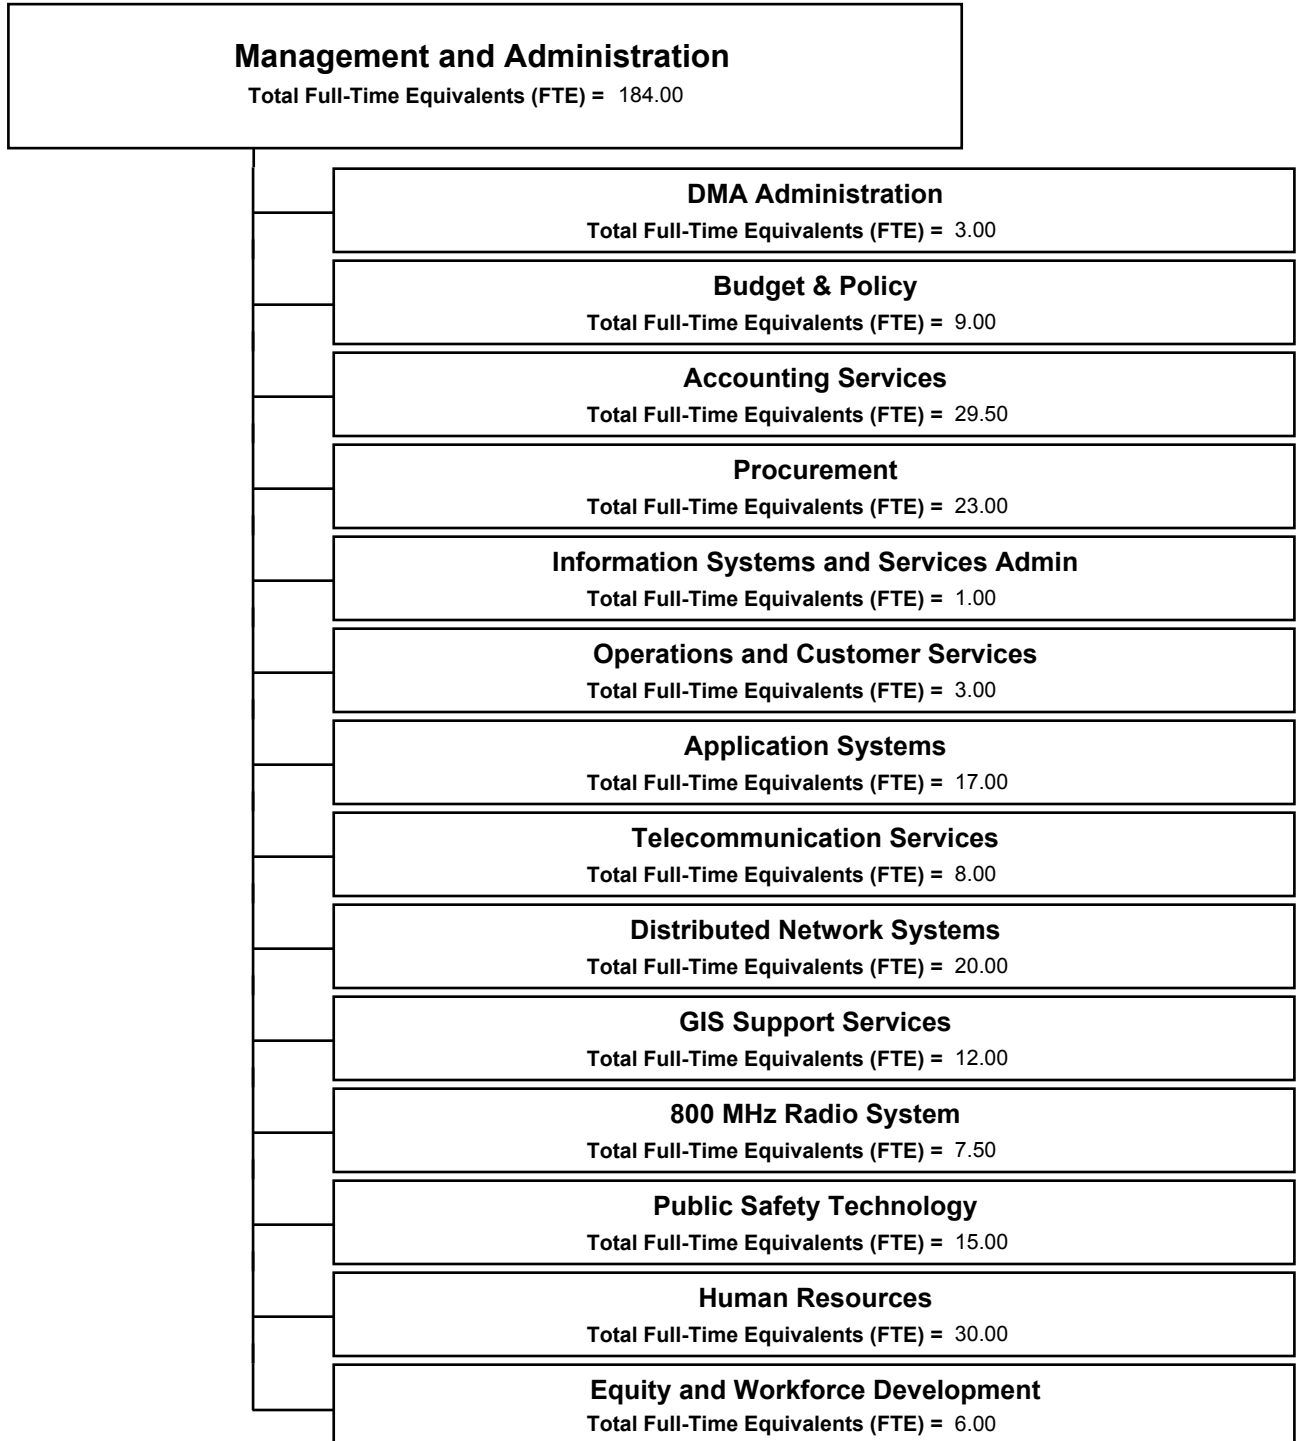 Management and Administration
Total Full-Time Equivalents (FTE) = 184.00
DMA Administration
Total Full-Time Equivalents (FTE) = 3.00
Budget & Policy
Total Full-Time Equivalents (FTE) = 9.00
Accounting Services
Total Full-Time Equivalents (FTE) = 29.50
Procurement
Total Full-Time Equivalents (FTE) = 23.00
Information Systems and Services Admin
Total Full-Time Equivalents (FTE) = 1.00
Operations and Customer Services
Total Full-Time Equivalents (FTE) = 3.00
Application Systems
Total Full-Time Equivalents (FTE) = 17.00
Telecommunication Services
Total Full-Time Equivalents (FTE) = 8.00
Distributed Network Systems
Total Full-Time Equivalents (FTE) = 20.00
GIS Support Services
Total Full-Time Equivalents (FTE) = 12.00
800 MHz Radio System
Total Full-Time Equivalents (FTE) = 7.50
Public Safety Technology
Total Full-Time Equivalents (FTE) = 15.00
Human Resources
Total Full-Time Equivalents (FTE) = 30.00
Equity and Workforce Development
Total Full-Time Equivalents (FTE) = 6.00